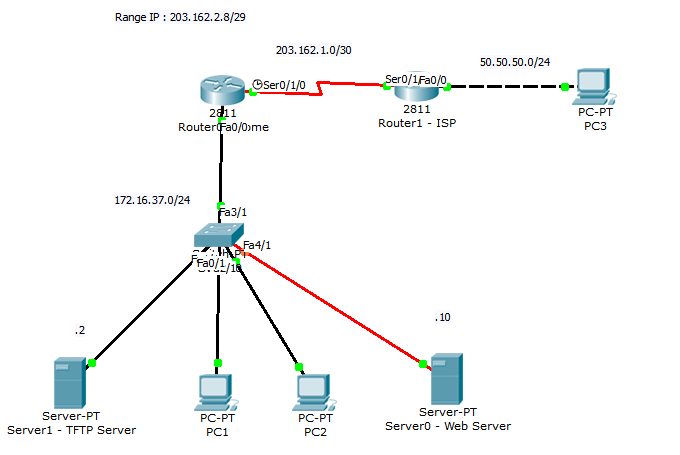 Range IP : 203.162.2.8/29
203.162.1.0/30
50.50.50.0/24
Ser0/1/0
Ser0/1/
Fa0/0
2811
2811
Fa0/0
Router1 - ISP
PC-PT
PC3
172.16.37.0/24
Fa3/1
Fa4/1
Fa0/1
.2
.10
Server-PT
Server1 - TFTP Server
PC-PT
PC1
PC-PT
PC2
Server-PT
Server0 - Web Server